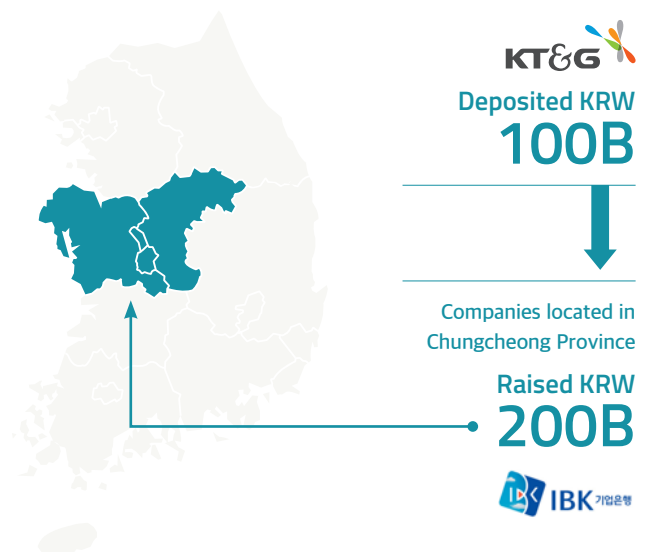 KT&G
Deposited KRW
100B
Companies located in
Chungcheong Province
Raised KRW
200B
IBK 기업은행